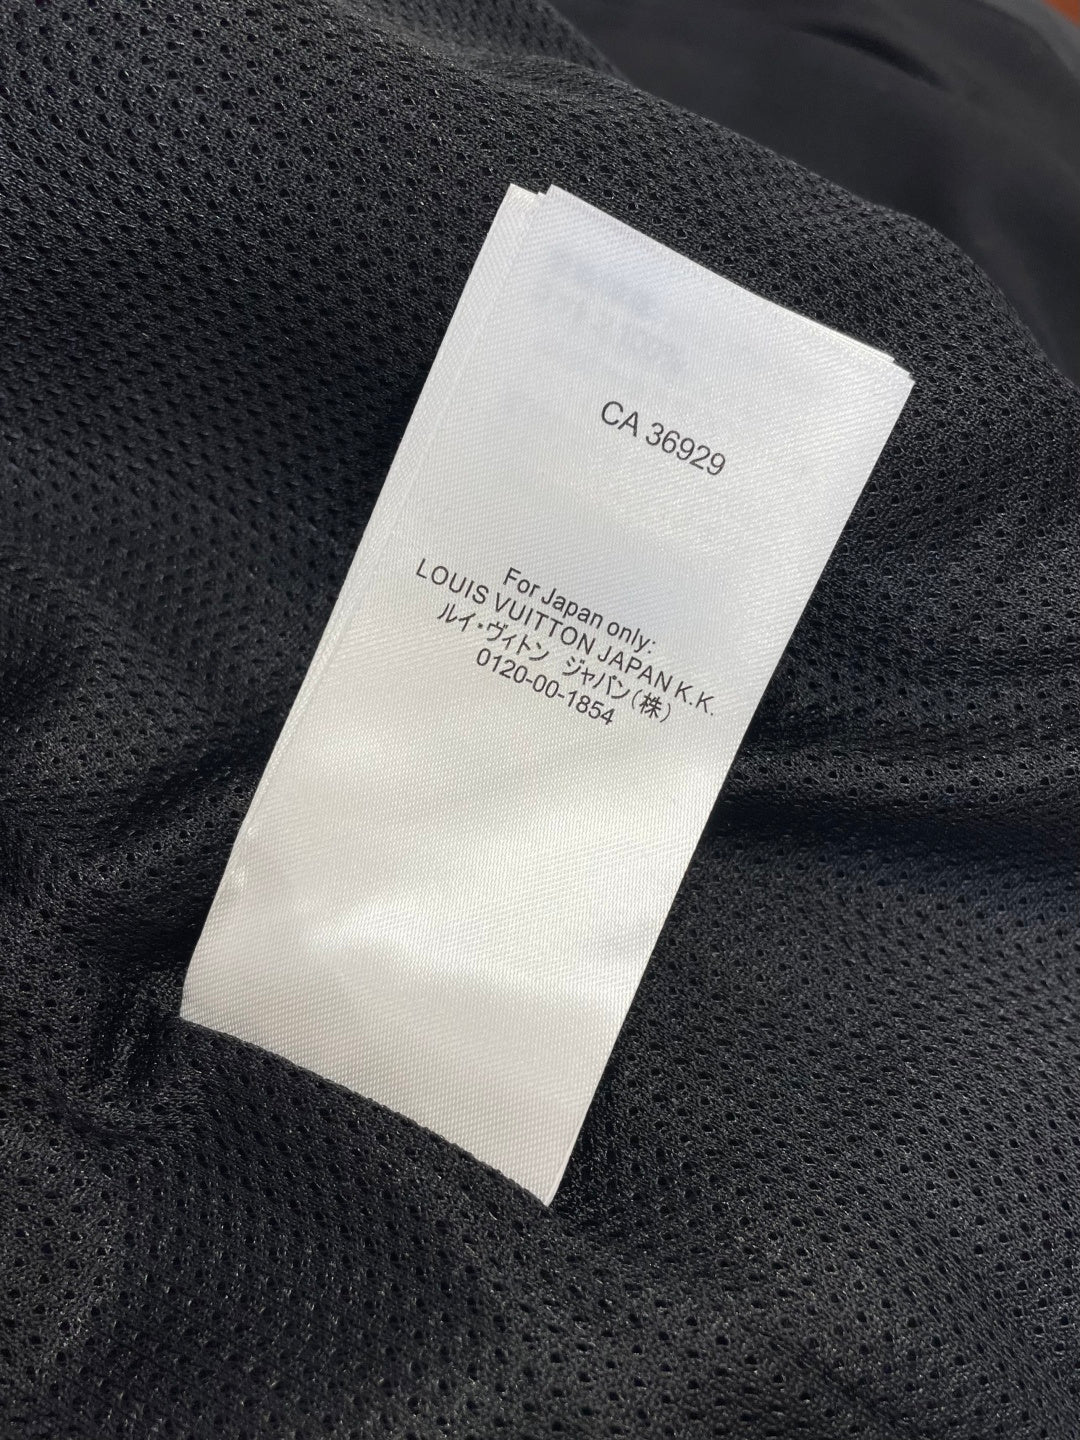 CA 36929
For Japan only:
LOUIS VUITTON JAPAN K.K.
ルイ・ヴィトン ジャパン(株)
0120-00-1854